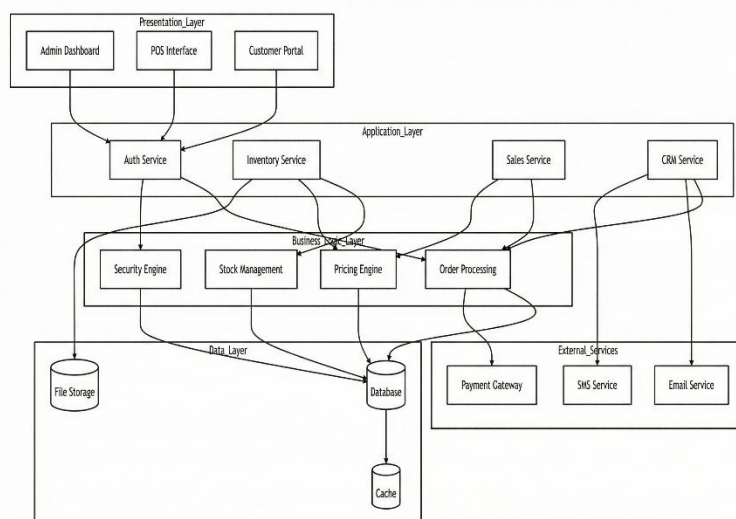 Presentation_Layer
Admin Dashboard
POS Interface
Customer Portal
Application_Layer
Auth Service
Inventory Service
Sales Service
CRM Service
Business_Logic_Layer
Security Engine
Stock Management
Pricing Engine
Order Processing
Data_Layer
External_Services
File Storage
Database
Payment Gateway
SMS Service
Email Service
Cache